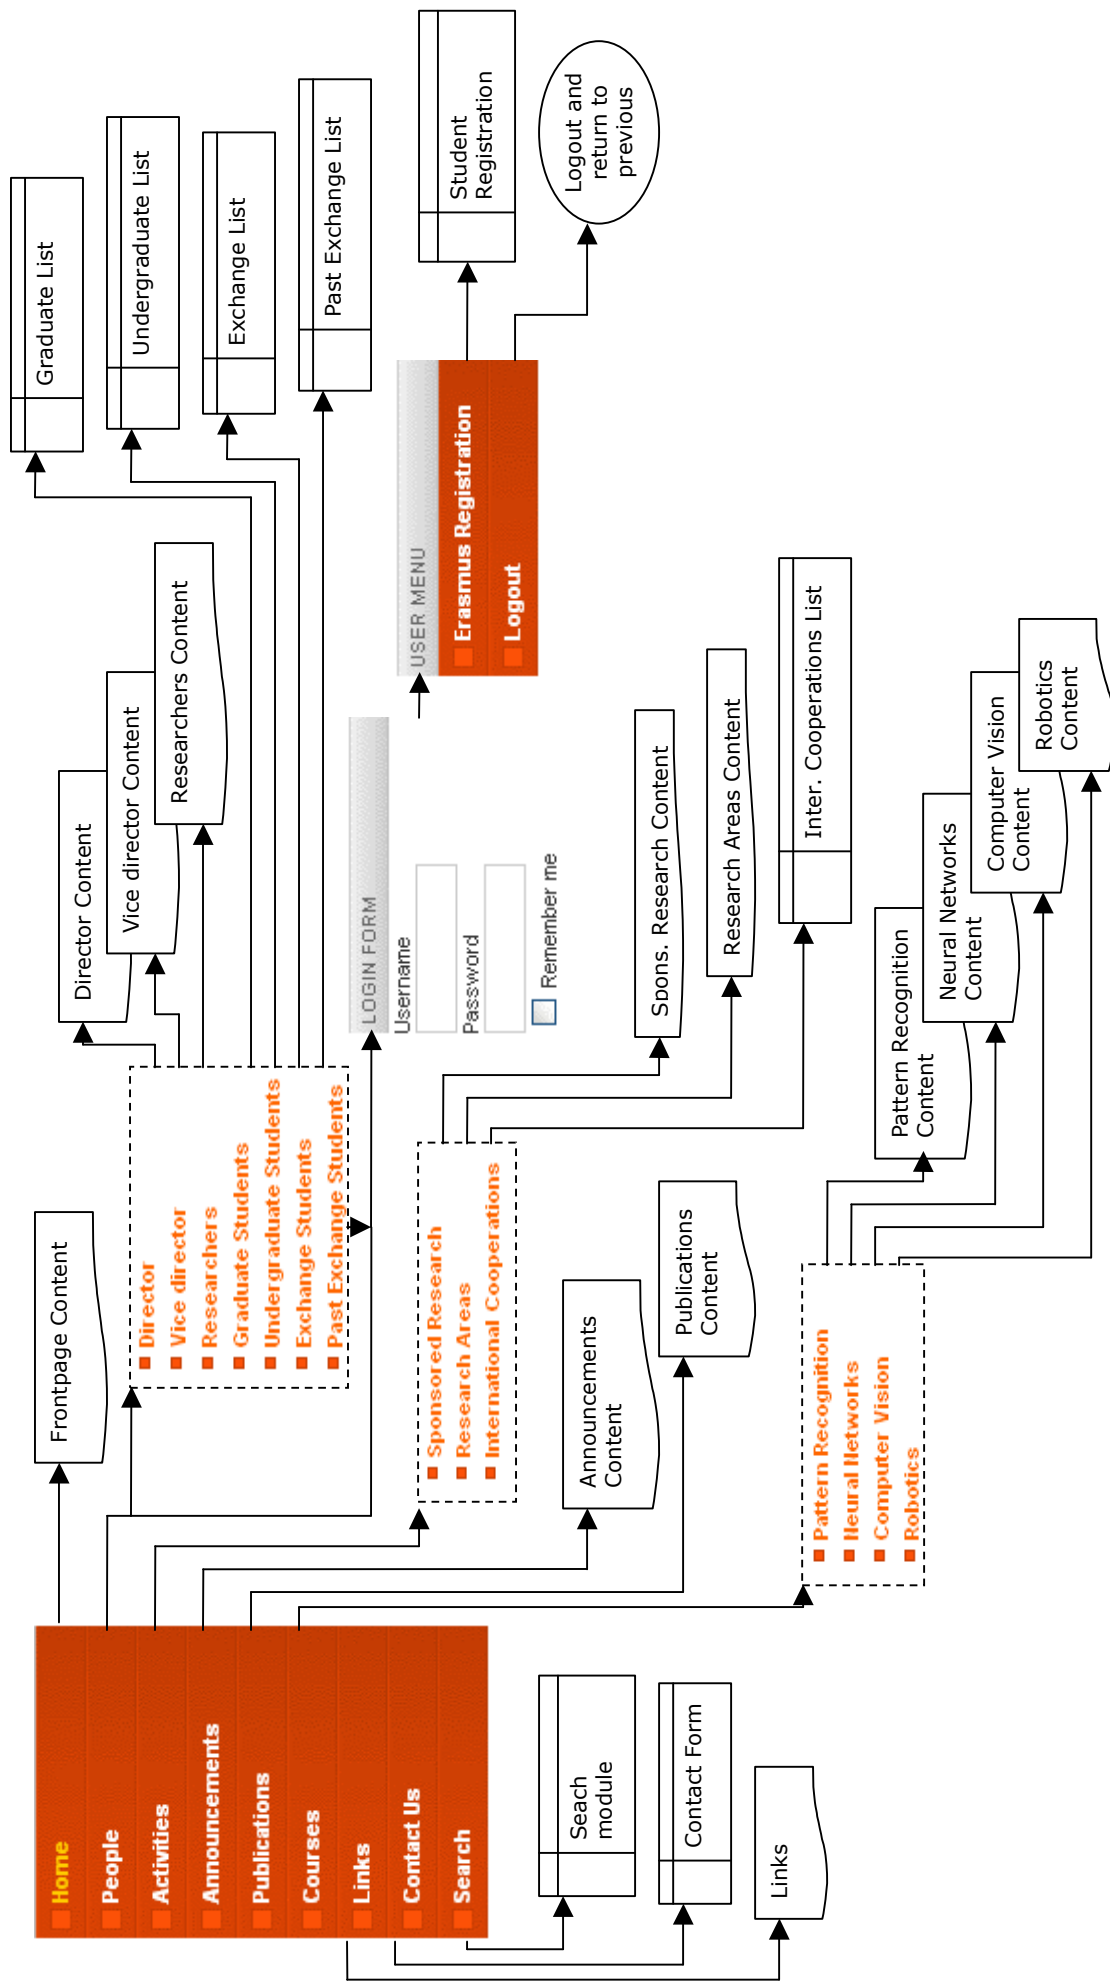 Home
People
Activities
Announcements
Publications
Courses
Links
Contact Us
Search
Frontpage Content
Director
Vice director
Researchers
Graduate Students
Undergraduate Students
Exchange Students
Past Exchange Students
Director Content
Vice director Content
Researchers Content
Graduate List
Undergraduate List
Exchange List
Past Exchange List
LOGIN FORM
Username
Password
Remember me
USER MENU
Erasmus Registration
Logout
Student
Registration
Logout and
return to
previous
Sponsored Research
Research Areas
International Cooperations
Spons. Research Content
Research Areas Content
Inter. Cooperations List
Announcements
Content
Publications
Content
Pattern Recognition
Neural Networks
Computer Vision
Robotics
Pattern Recognition
Content
Neural Networks
Content
Computer Vision
Content
Robotics
Content
Seach
module
Contact Form
Links